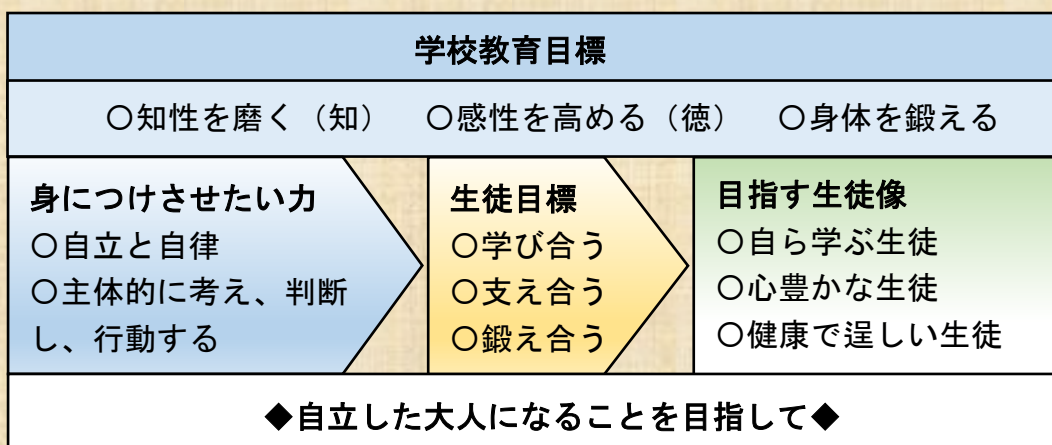 学校教育目標
〇知性を磨く（知）　〇感性を高める（徳）　〇身体を鍛える
身につけさせたい力
〇自立と自律
〇主体的に考え、判断
し、行動する
生徒目標
〇学び合う
〇支え合う
〇鍛え合う
目指す生徒像
〇自ら学ぶ生徒
〇心豊かな生徒
〇健康で逞しい生徒
◆自立した大人になることを目指して◆